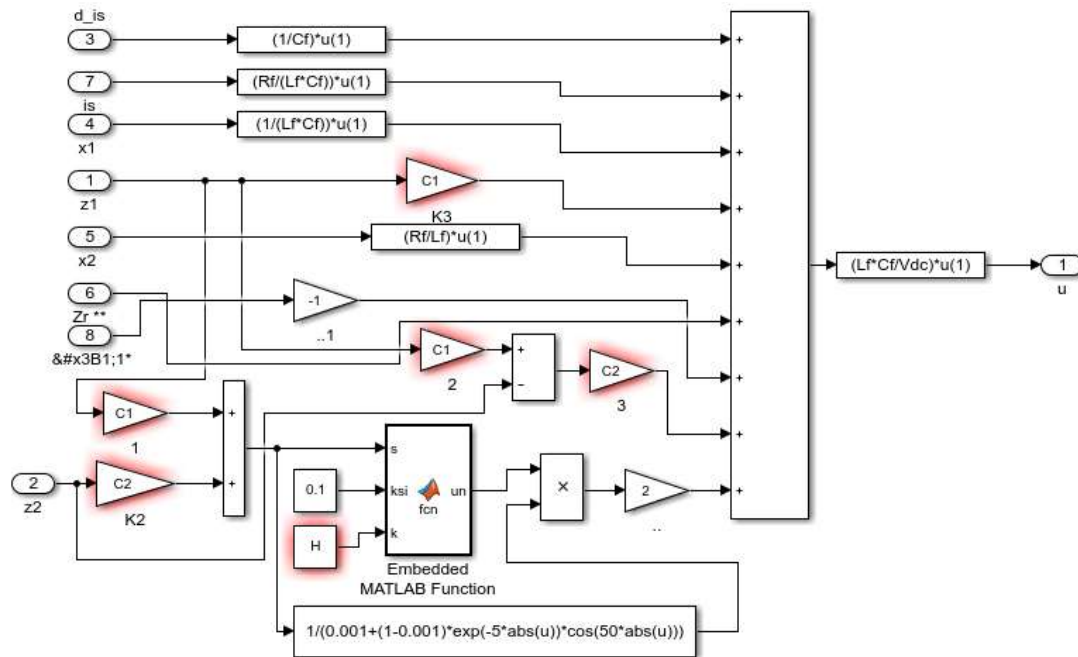 d_is
3
(1/Cf)*u(1)
+
7
(Rf/(Lf*Cf))*u(1)
+
is
4
(1/(Lf*Cf))*u(1)
x1
+
1
C1
z1
K3
+
5
(Rf/Lf)*u(1)
x2
+
(Lf*Cf/Vdc)*u(1)
1
u
6
-1
Zr **
..1
+
8
&#x3B1;1*
C1
2
+
−
C2
3
+
C1
1
+
+
z2
2
C2
K2
+
s
0.1
ksi
fcn
un
×
2
..
+
H
k
Embedded
MATLAB Function
1/(0.001+(1-0.001)*exp(-5*abs(u))*cos(50*abs(u)))